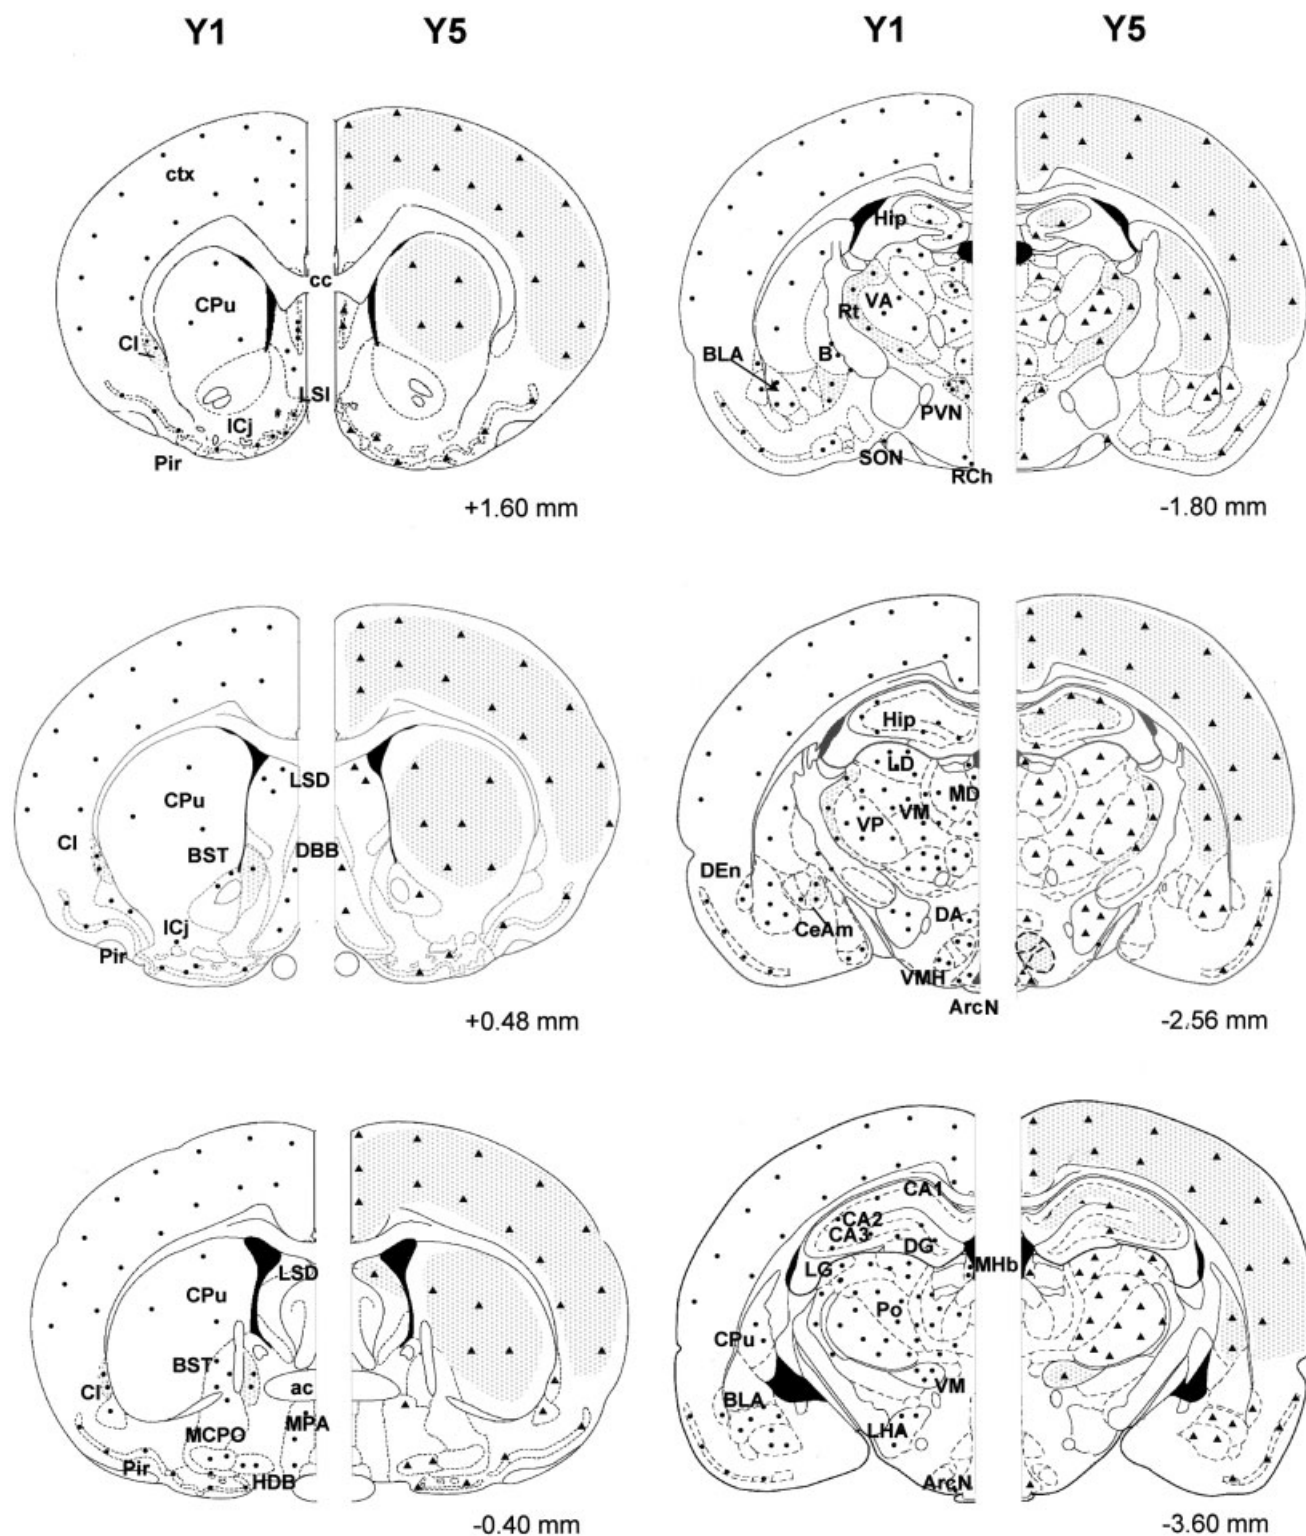 Y1 Y5
ctx
CPu
cc
Cl
LSI
ICj
Pir
+1.60 mm
LSD
CPu
Cl
BST
DBB
ICj
Pir
+0.48 mm
LSD
CPu
BST
Cl
ac
MPA
MCPO
Pir
HDB
-0.40 mm
Y1 Y5
Hip
Rt VA
BLA
B
PVN
SON
RCh
-1.80 mm
Hip
LD
MD
VM
VP
DEn
DA
CeAm
VMH
ArcN
-2.56 mm
CA1
CA2
CA3
DG
LG
MHb
Po
CPu
VM
BLA
LHA
ArcN
-3.60 mm